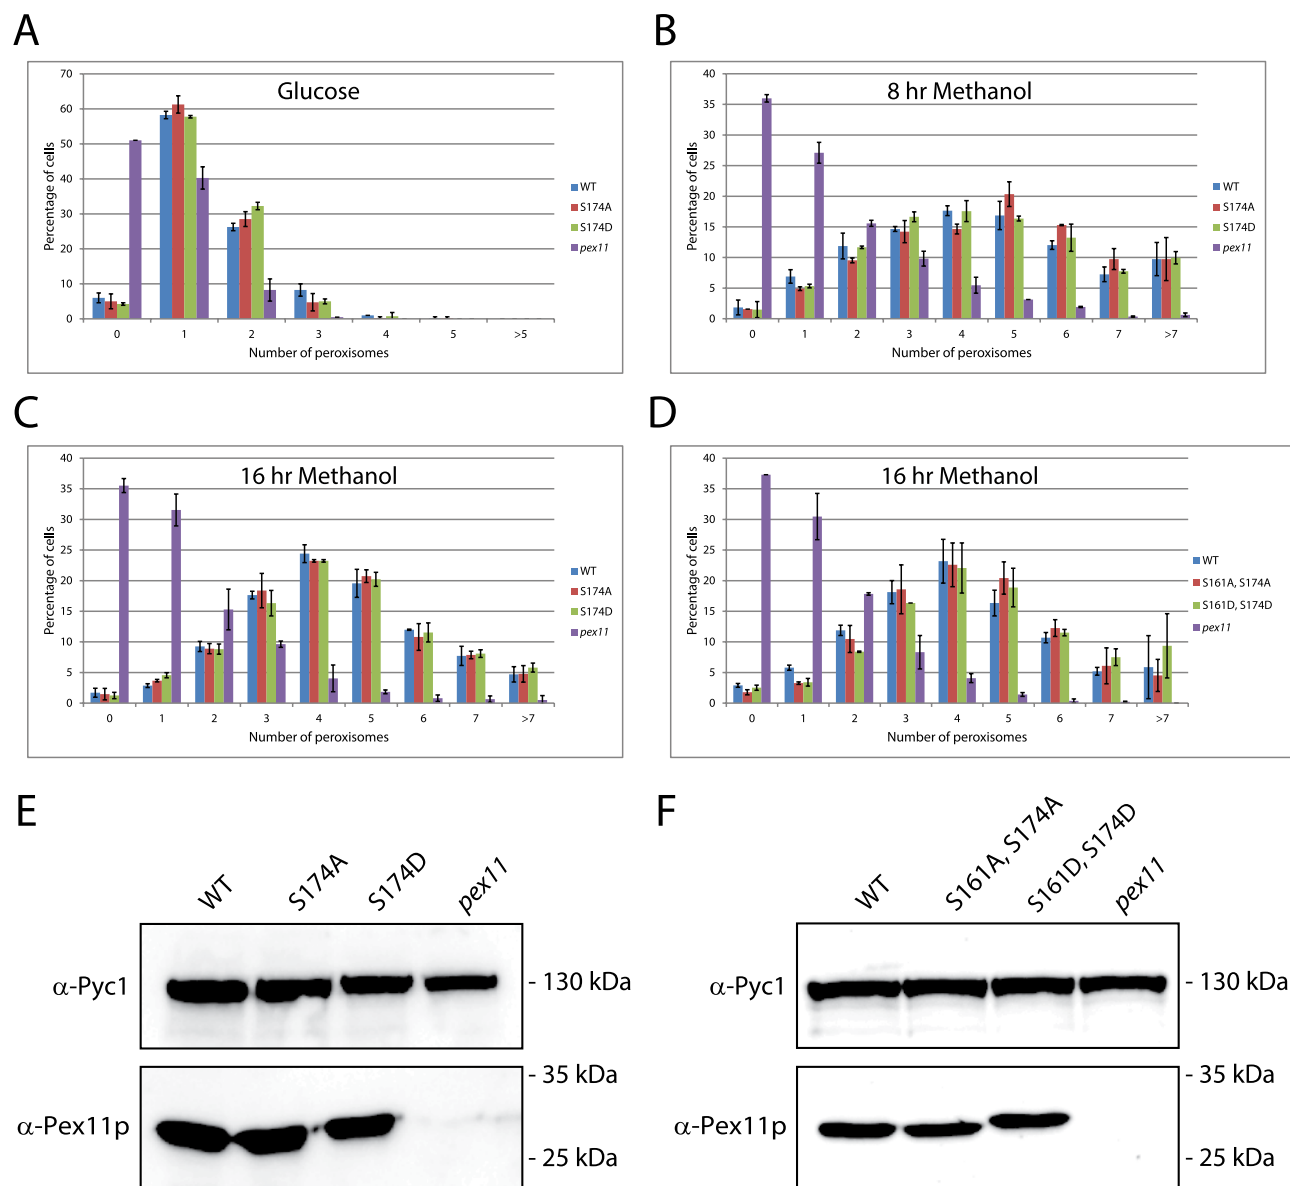 A
Glucose
Percentage of cells
70
60
50
40
30
20
10
0
0 1 2 3 4 5 >5
Number of peroxisomes
WT
S174A
S174D
pex11
B
8 hr Methanol
Percentage of cells
40
35
30
25
20
15
10
5
0
0 1 2 3 4 5 6 7 >7
Number of peroxisomes
WT
S174A
S174D
pex11
C
16 hr Methanol
Percentage of cells
40
35
30
25
20
15
10
5
0
0 1 2 3 4 5 6 7 >7
Number of peroxisomes
WT
S174A
S174D
pex11
D
16 hr Methanol
Percentage of cells
40
35
30
25
20
15
10
5
0
0 1 2 3 4 5 6 7 >7
Number of peroxisomes
WT
S161A, S174A
S161D, S174D
pex11
E
WT
S174A
S174D
pex11
α-Pyc1
- 130 kDa
α-Pex11p
- 35 kDa
- 25 kDa
F
WT
S161A, S174A
S161D, S174D
pex11
α-Pyc1
- 130 kDa
α-Pex11p
- 35 kDa
- 25 kDa